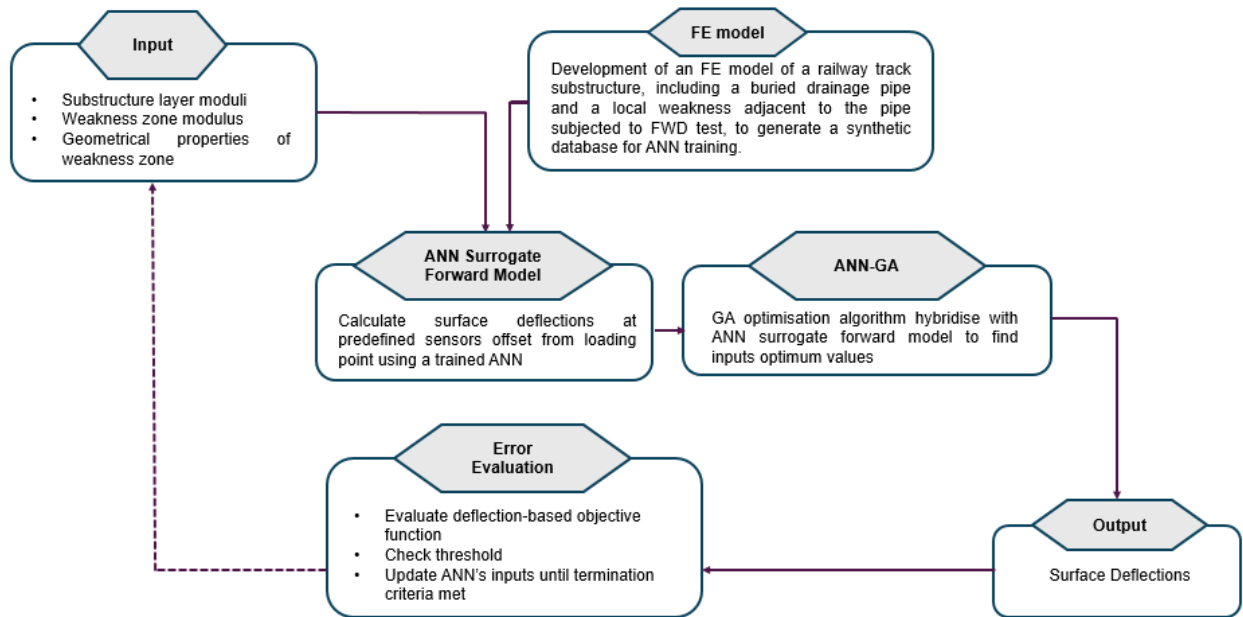 Input
• Substructure layer moduli
• Weakness zone modulus
• Geometrical properties of
weakness zone
FE model
Development of an FE model of a railway track
substructure, including a buried drainage pipe
and a local weakness adjacent to the pipe
subjected to FWD test, to generate a synthetic
database for ANN training.
ANN Surrogate
Forward Model
Calculate surface deflections at
predefined sensors offset from loading
point using a trained ANN
ANN-GA
GA optimisation algorithm hybridise with
ANN surrogate forward model to find
inputs optimum values
Error
Evaluation
• Evaluate deflection-based objective
function
• Check threshold
• Update ANN's inputs until termination
criteria met
Output
Surface Deflections